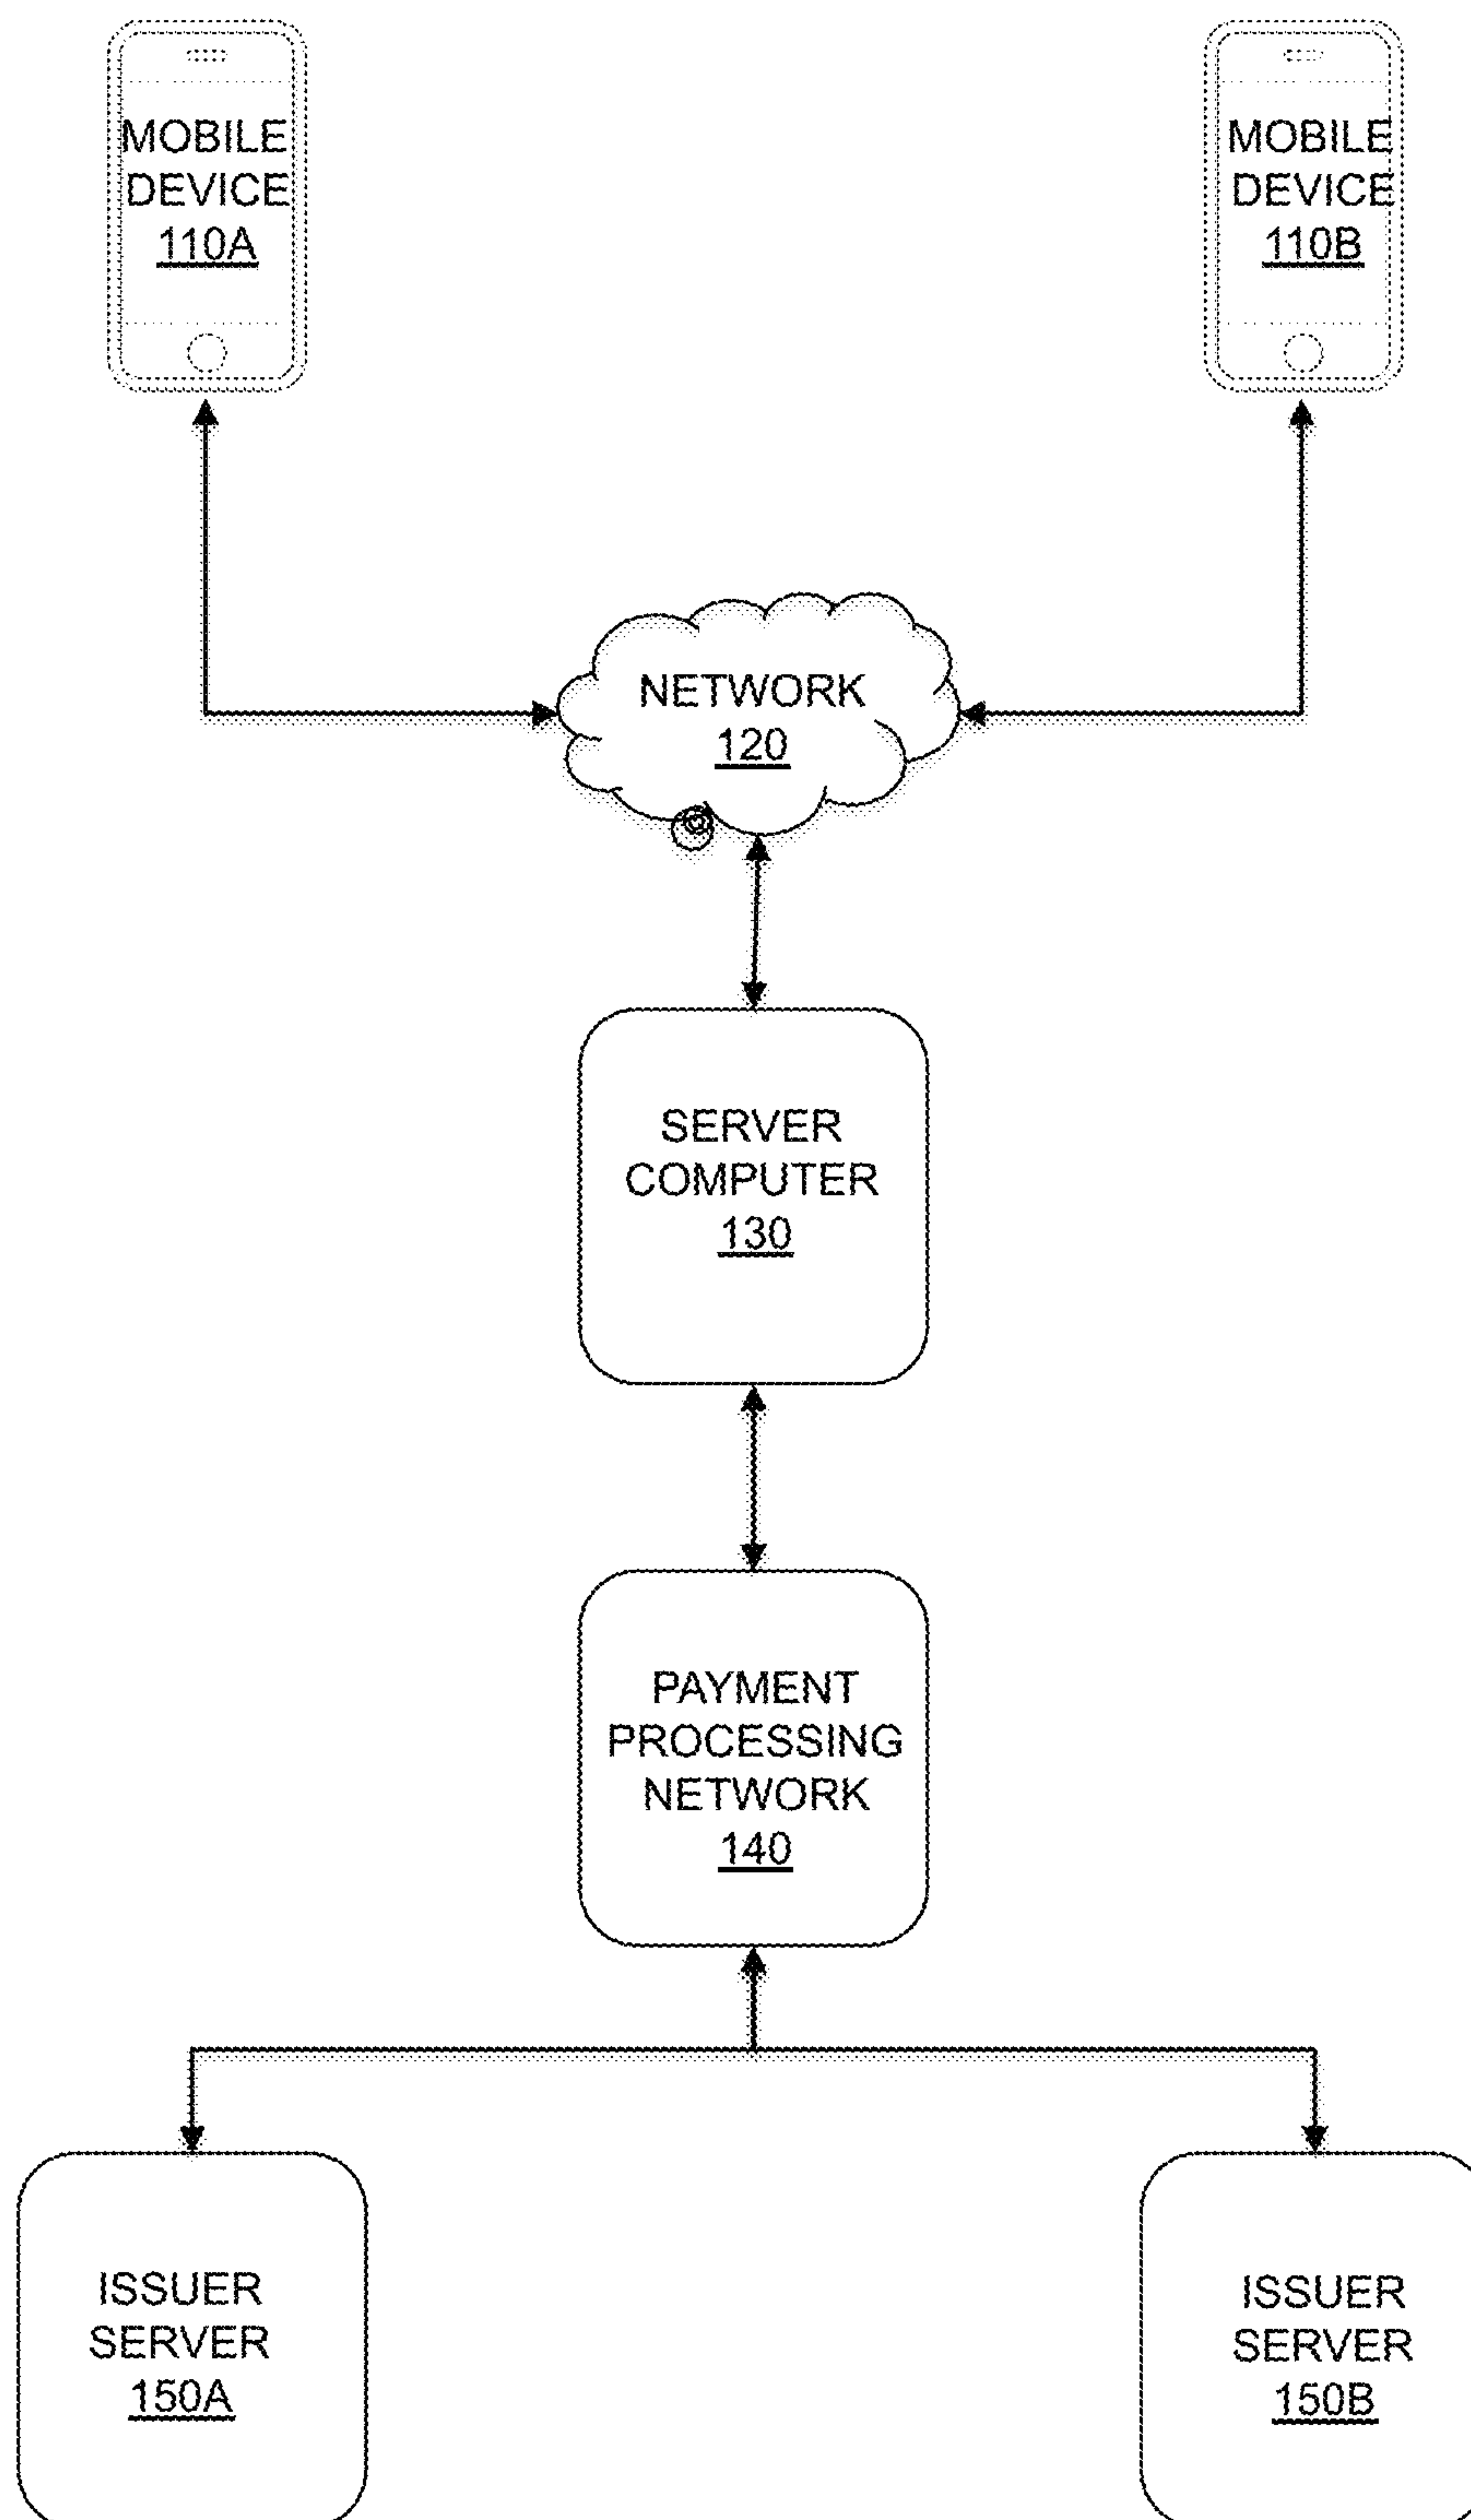 MOBILE
DEVICE
110A
MOBILE
DEVICE
110B
NETWORK
120
SERVER
COMPUTER
130
PAYMENT
PROCESSING
NETWORK
140
ISSUER
SERVER
150A
ISSUER
SERVER
150B